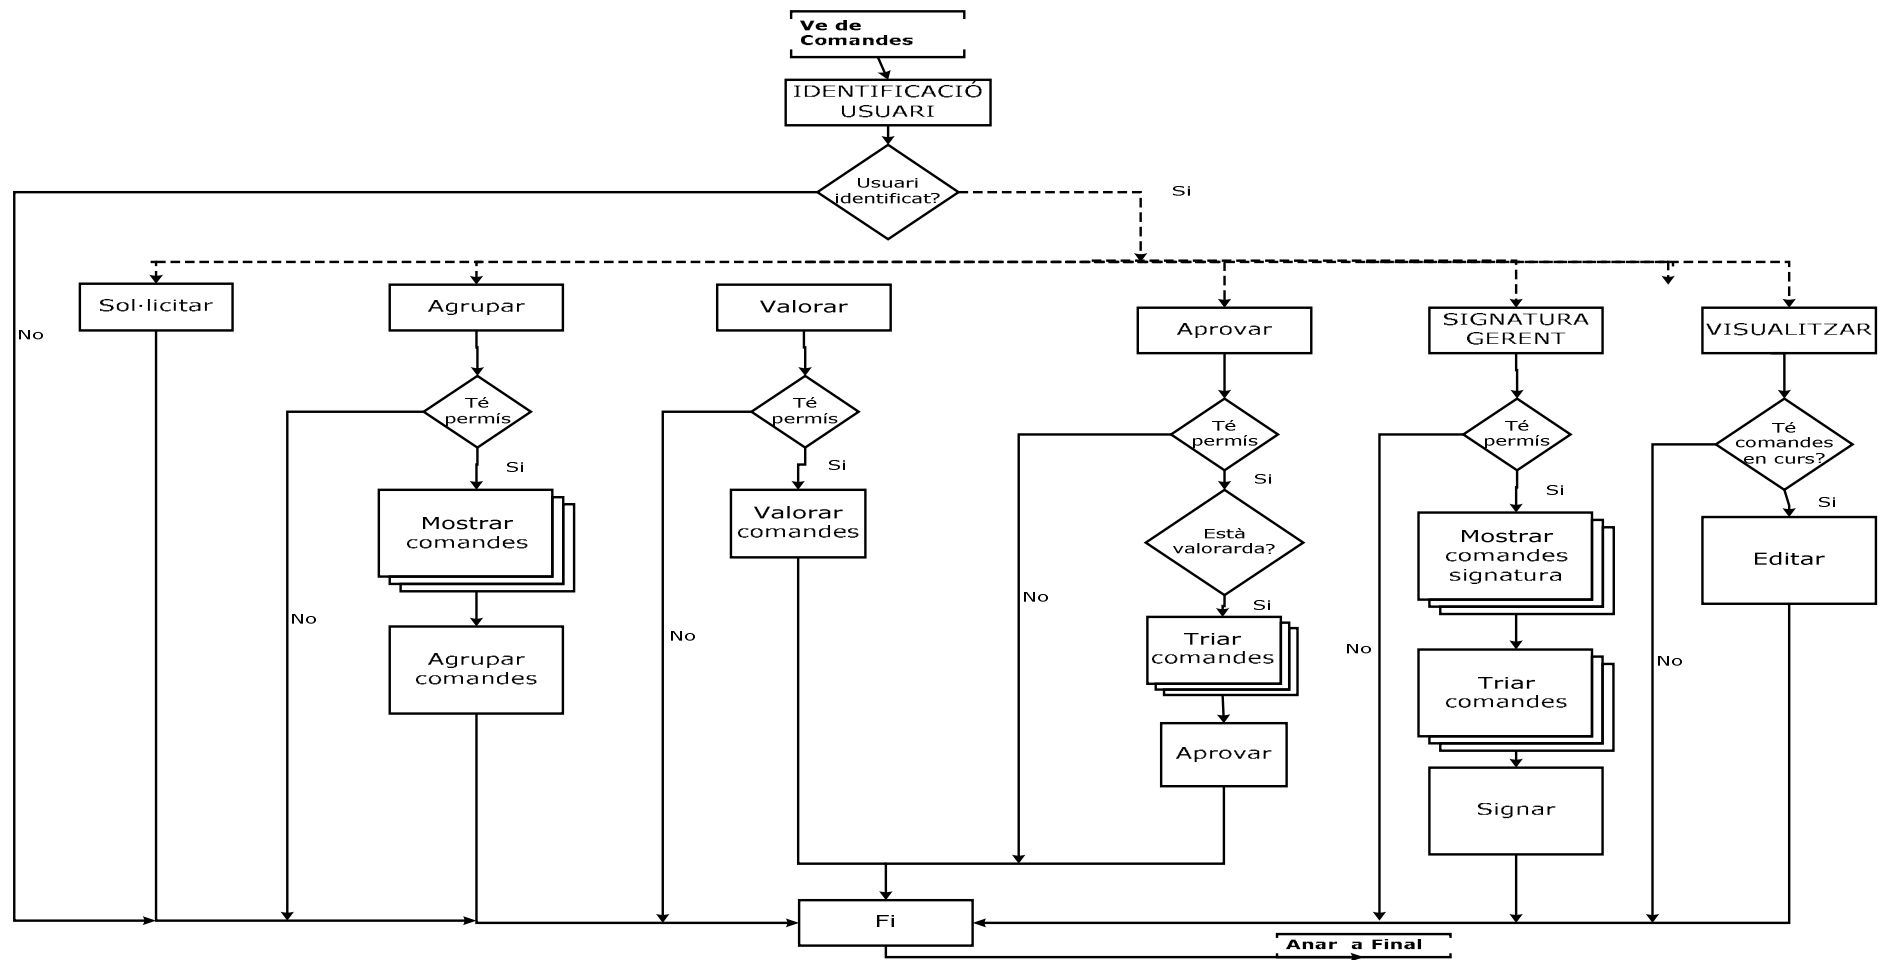 Ve de
Comandes
IDENTIFICACIÓ
USUARI
Usuari
identificat?
Si
No
Sol·licitar
Agrupar
Valorar
Aprovar
SIGNATURA
GERENT
VISUALITZAR
Té
permís
Té
permís
Té
permís
Té
permís
Té
comandes
en curs?
Si
Si
Si
Si
Si
Mostrar
comandes
Valorar
comandes
Està
valorarda?
Mostrar
comandes
signatura
Editar
No
No
No
No
No
Si
Agrupar
comandes
Triar
comandes
Triar
comandes
Aprovar
Signar
Fi
Anar a Final